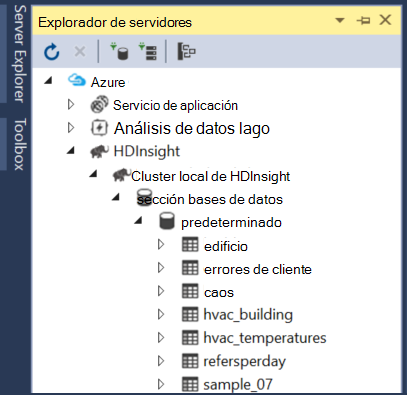 Server Explorer
Toolbox
Explorador de servidores
Azure
Servicio de aplicación
Análisis de datos lago
HDInsight
Cluster local de HDInsight
sección bases de datos
predeterminado
edificio
errores de cliente
caos
hvac_building
hvac_temperatures
refersperday
sample_07